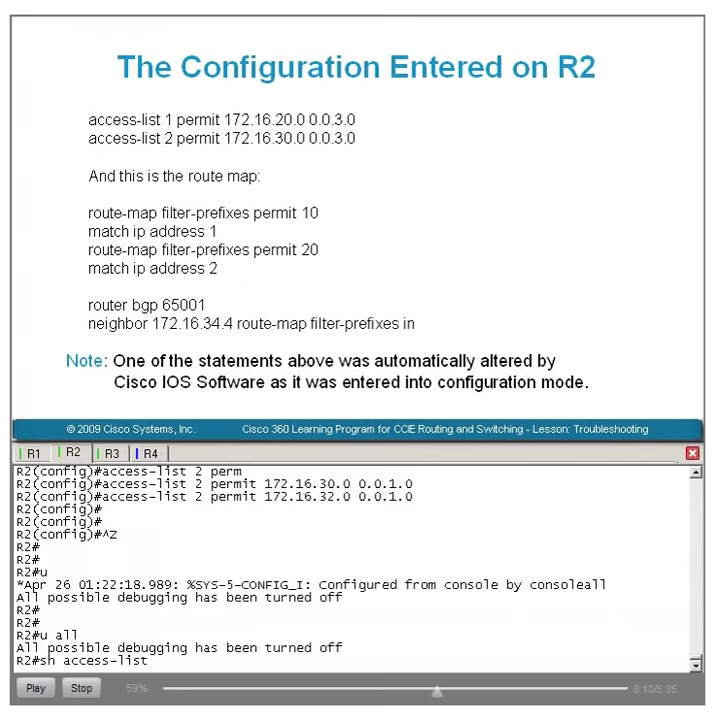 The Configuration Entered on R2
access-list 1 permit 172.16.20.0 0.0.3.0
access-list 2 permit 172.16.30.0 0.0.3.0
And this is the route map:
route-map filter-prefixes permit 10
match ip address 1
route-map filter-prefixes permit 20
match ip address 2
router bgp 65001
neighbor 172.16.34.4 route-map filter-prefixes in
Note: One of the statements above was automatically altered by
Cisco IOS Software as it was entered into configuration mode.
© 2009 Cisco Systems, Inc. Cisco 360 Learning Program for CCIE Routing and Switching - Lesson: Troubleshooting
R1 R2 R3 R4
R2(config)#access-list 2 perm
R2(config)#access-list 2 permit 172.16.30.0 0.0.1.0
R2(config)#access-list 2 permit 172.16.32.0 0.0.1.0
R2(config)#
R2(config)#
R2(config)#^Z
R2#
R2#
R2#u
*Apr 26 01:22:18.989: %SYS-5-CONFIG_I: Configured from console by consoleall
All possible debugging has been turned off
R2#
R2#
R2#u all
All possible debugging has been turned off
R2#sh access-list
Play Stop 59% 8:10/5:35